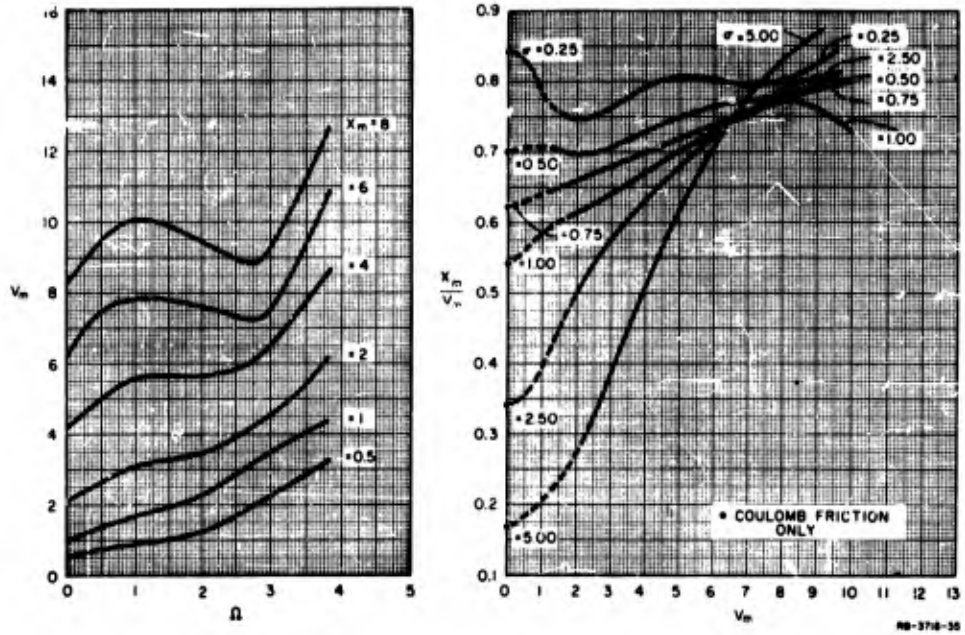 16
14
12
10
8
6
4
2
0
V_m
0 1 2 3 4 5
Ω
X_m = 8
= 6
= 4
= 2
= 1
= 0.5
0.9
0.8
0.7
0.6
0.5
0.4
0.3
0.2
0.1
X_m
σ = 0.25
σ = 5.00
= 0.25
= 2.50
= 0.50
= 0.75
= 1.00
= 0.50
= 0.75
= 1.00
= 2.50
= 5.00
• COULOMB FRICTION
ONLY
0 1 2 3 4 5 6 7 8 9 10 11 12 13
V_m
RB-3718-35